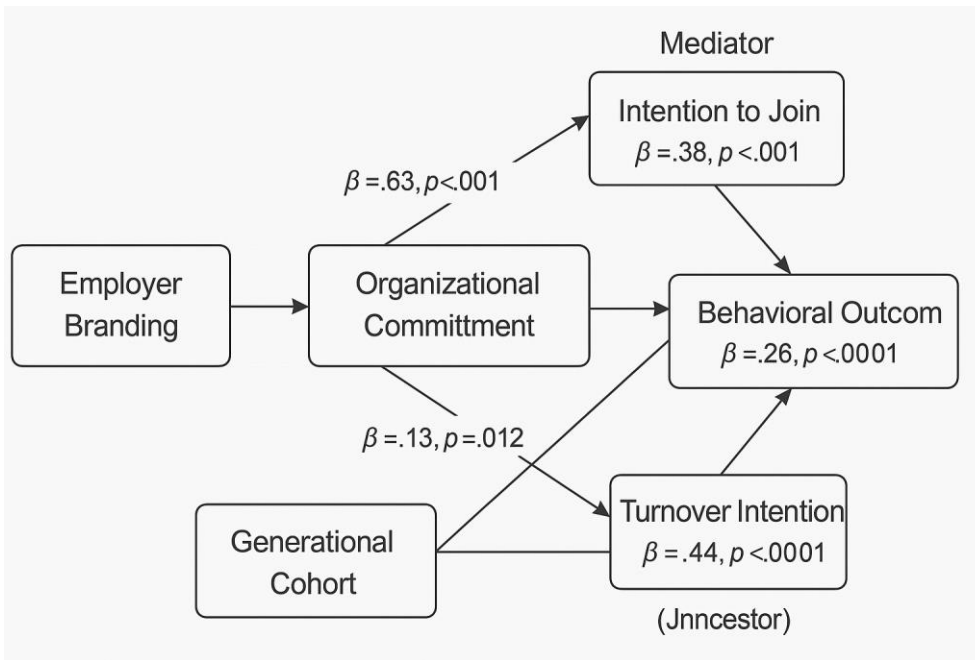 Mediator
Intention to Join
β =.38, p <.001
β =.63, p<.001
Employer
Branding
Organizational
Committment
Behavioral Outcom
β =.26, p <.0001
β =.13, p =.012
Generational
Cohort
Turnover Intention
β =.44, p <.0001
(Jnncestor)